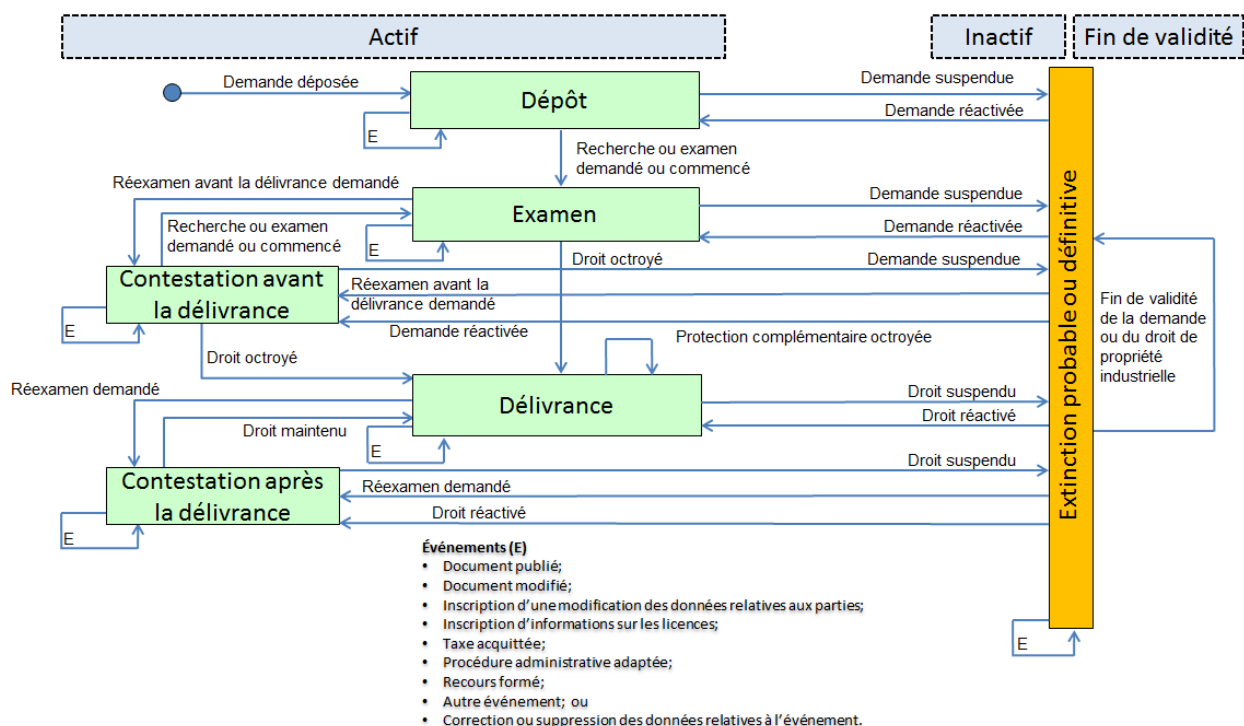 Actif
Inactif
Fin de validité
Demande déposée
Dépôt
Demande suspendue
Demande réactivée
E
Recherche ou examen
demandé ou commencé
Réexamen avant la délivrance demandé
Examen
Demande suspendue
Demande réactivée
Recherche ou examen
demandé ou commencé
E
Droit octroyé
Demande suspendue
Contestation avant
la délivrance
Réexamen avant la
délivrance demandé
E
Demande réactivée
Protection complémentaire octroyée
Droit octroyé
Fin de validité
de la demande
ou du droit de
propriété
industrielle
Extinction probable ou définitive
Réexamen demandé
Délivrance
Droit suspendu
Droit réactivé
Droit maintenu
E
Droit suspendu
Contestation après
la délivrance
Réexamen demandé
Droit réactivé
E
Événements (E)
• Document publié;
• Document modifié;
• Inscription d’une modification des données relatives aux parties;
• Inscription d’informations sur les licences;
• Taxe acquittée;
• Procédure administrative adaptée;
• Recours formé;
• Autre événement; ou
• Correction ou suppression des données relatives à l’événement.
E